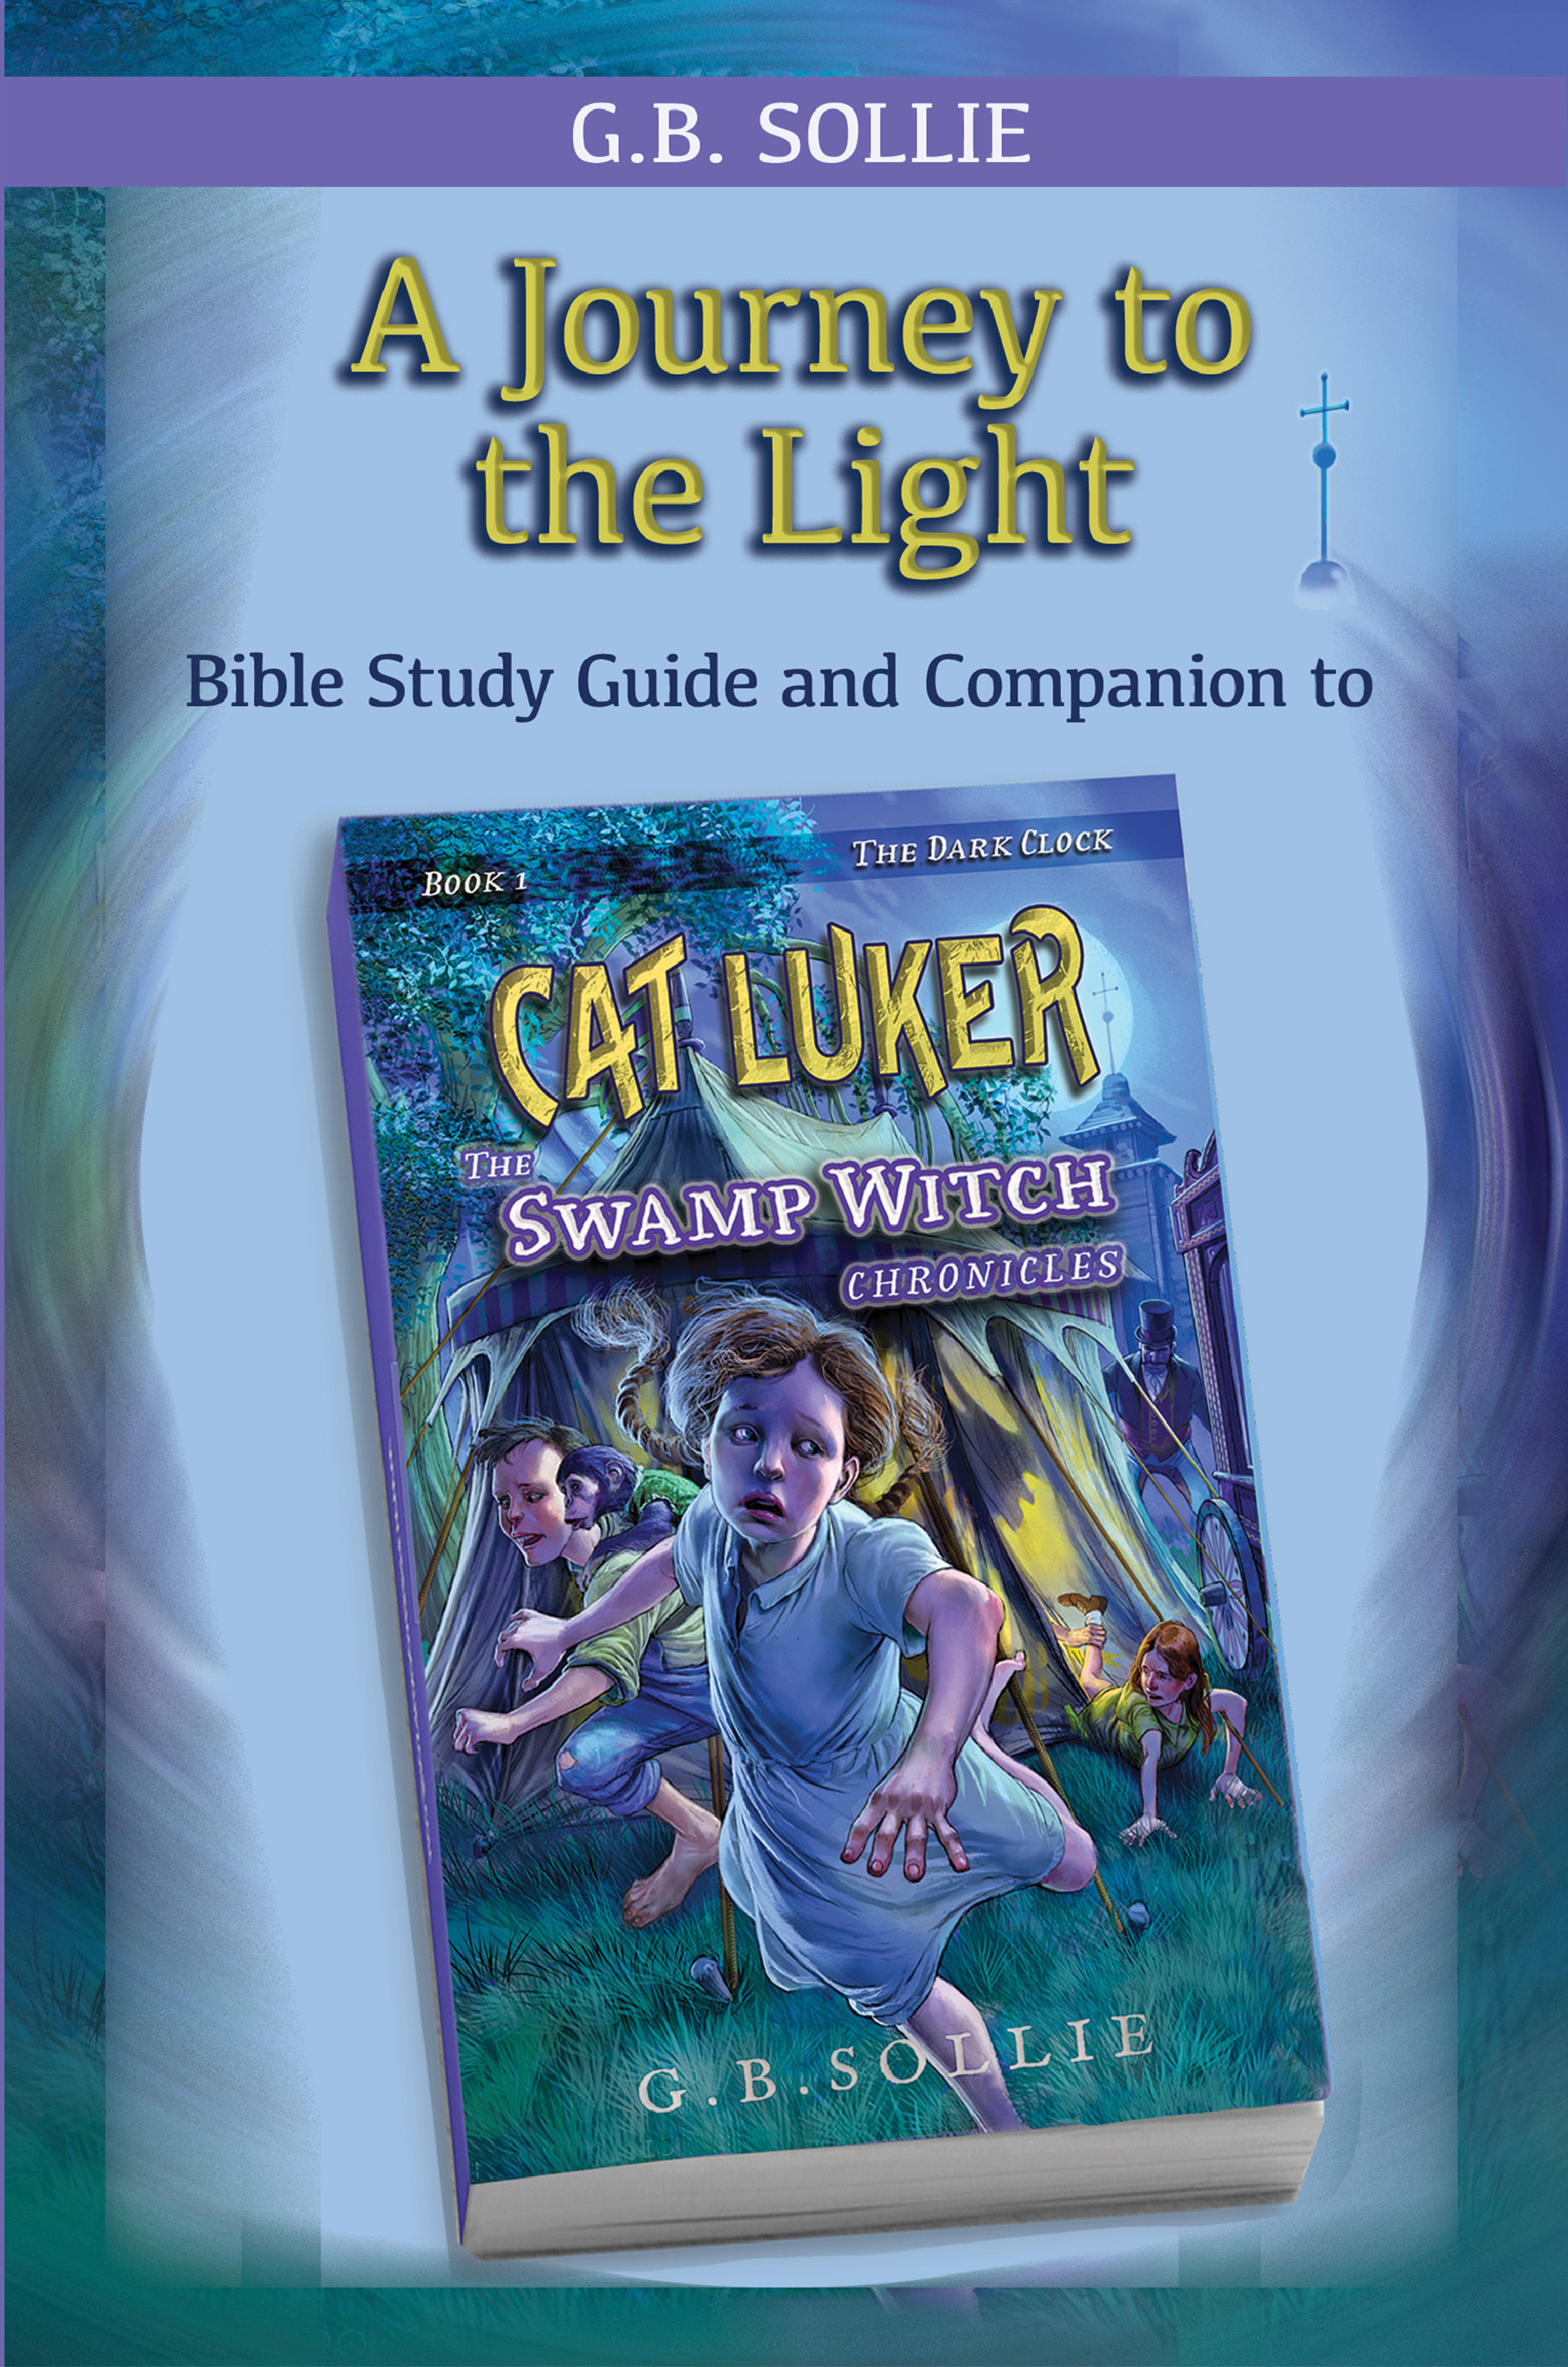 G.B. SOLLIE
A Journey to
the Light
Bible Study Guide and Companion to
BOOK 1
THE DARK CLOCK
CAT LUKER
THE
SWAMP WITCH
CHRONICLES
G.B. SOLLIE